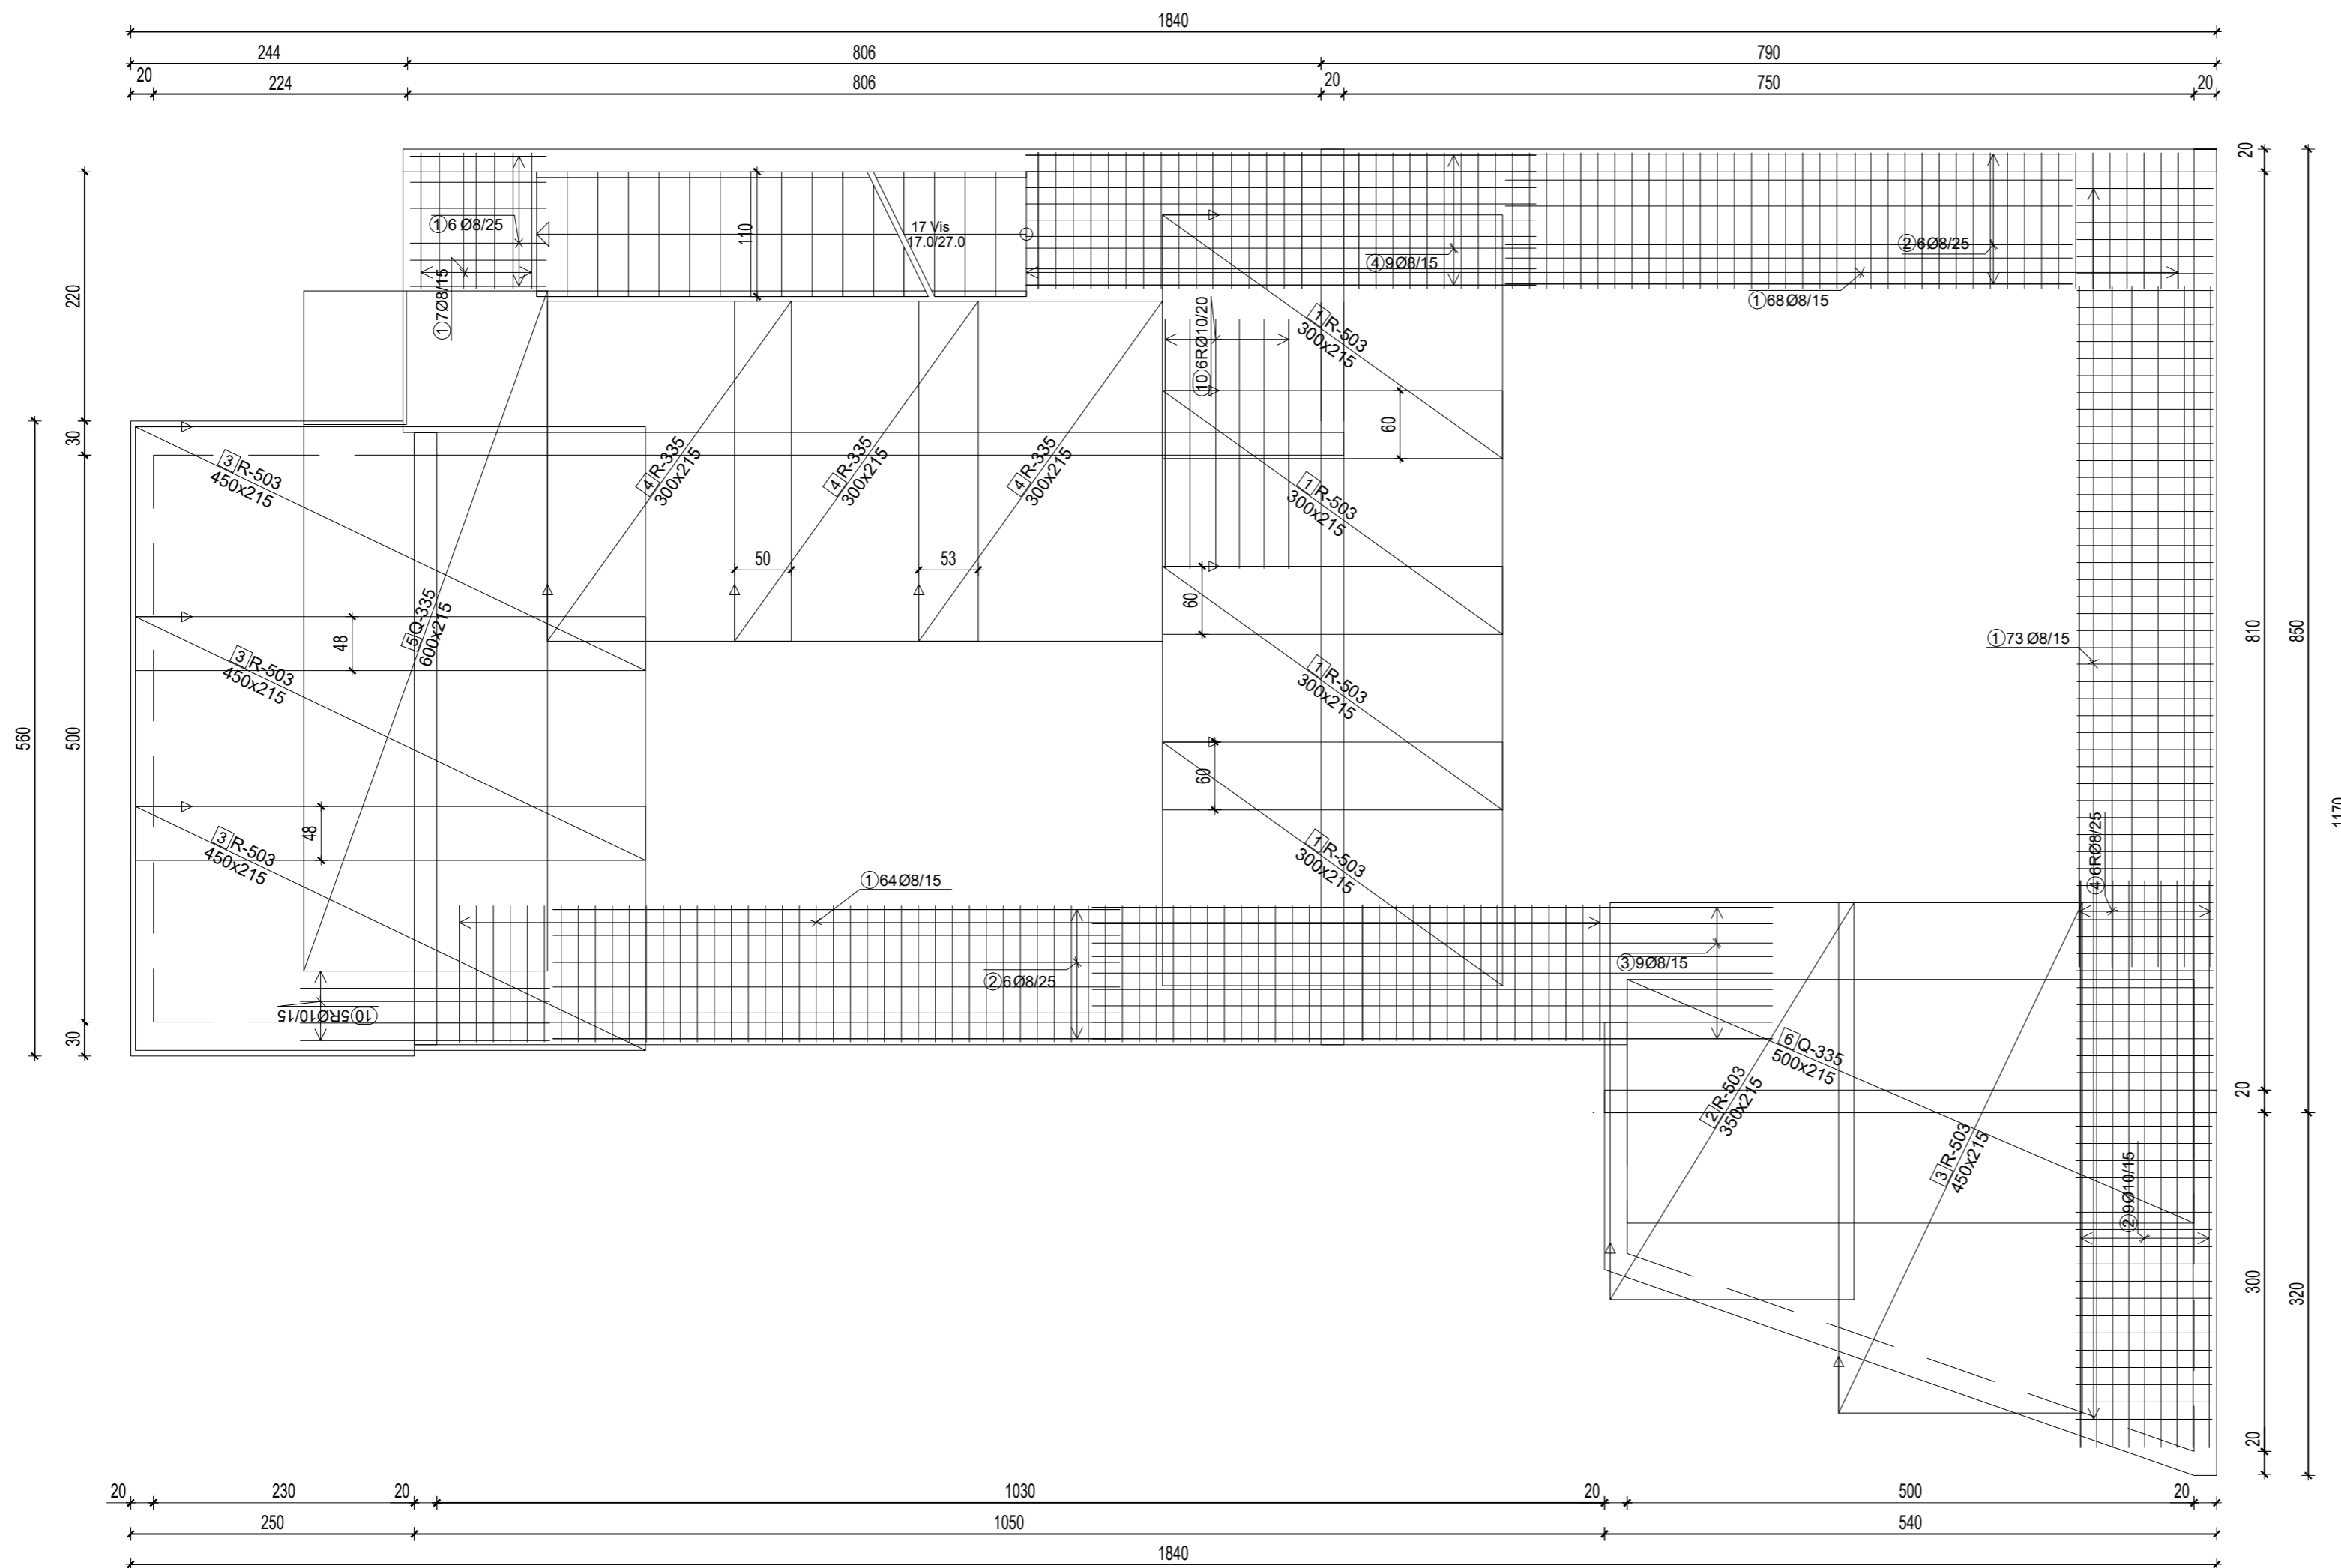 1840
244 806 790
20 224 806 20 750 20
20
①6 Ø8/25
110
17 Vis
17.0/27.0
④9Ø8/15
②6Ø8/25
①7Ø8/15
①68Ø8/15
220
⑩6RØ10/20
1 R-503
300x215
30
60
3 R-503
450x215
4 R-335
300x215
4 R-335
300x215
4 R-335
300x215
1 R-503
300x215
50
53
60
5 Q-335
600x215
48
①73 Ø8/15
810
850
560
500
3 R-503
450x215
1 R-503
300x215
60
1170
48
3 R-503
450x215
1 R-503
300x215
④6RØ8/25
①64Ø8/15
③9Ø8/15
②6Ø8/25
⑩5RØ10/15
30
6 Q-335
500x215
2 R-503
350x215
20
3 R-503
450x215
②9Ø10/15
300
320
20
20 230 20 1030 20 500 20
250 1050 540
1840